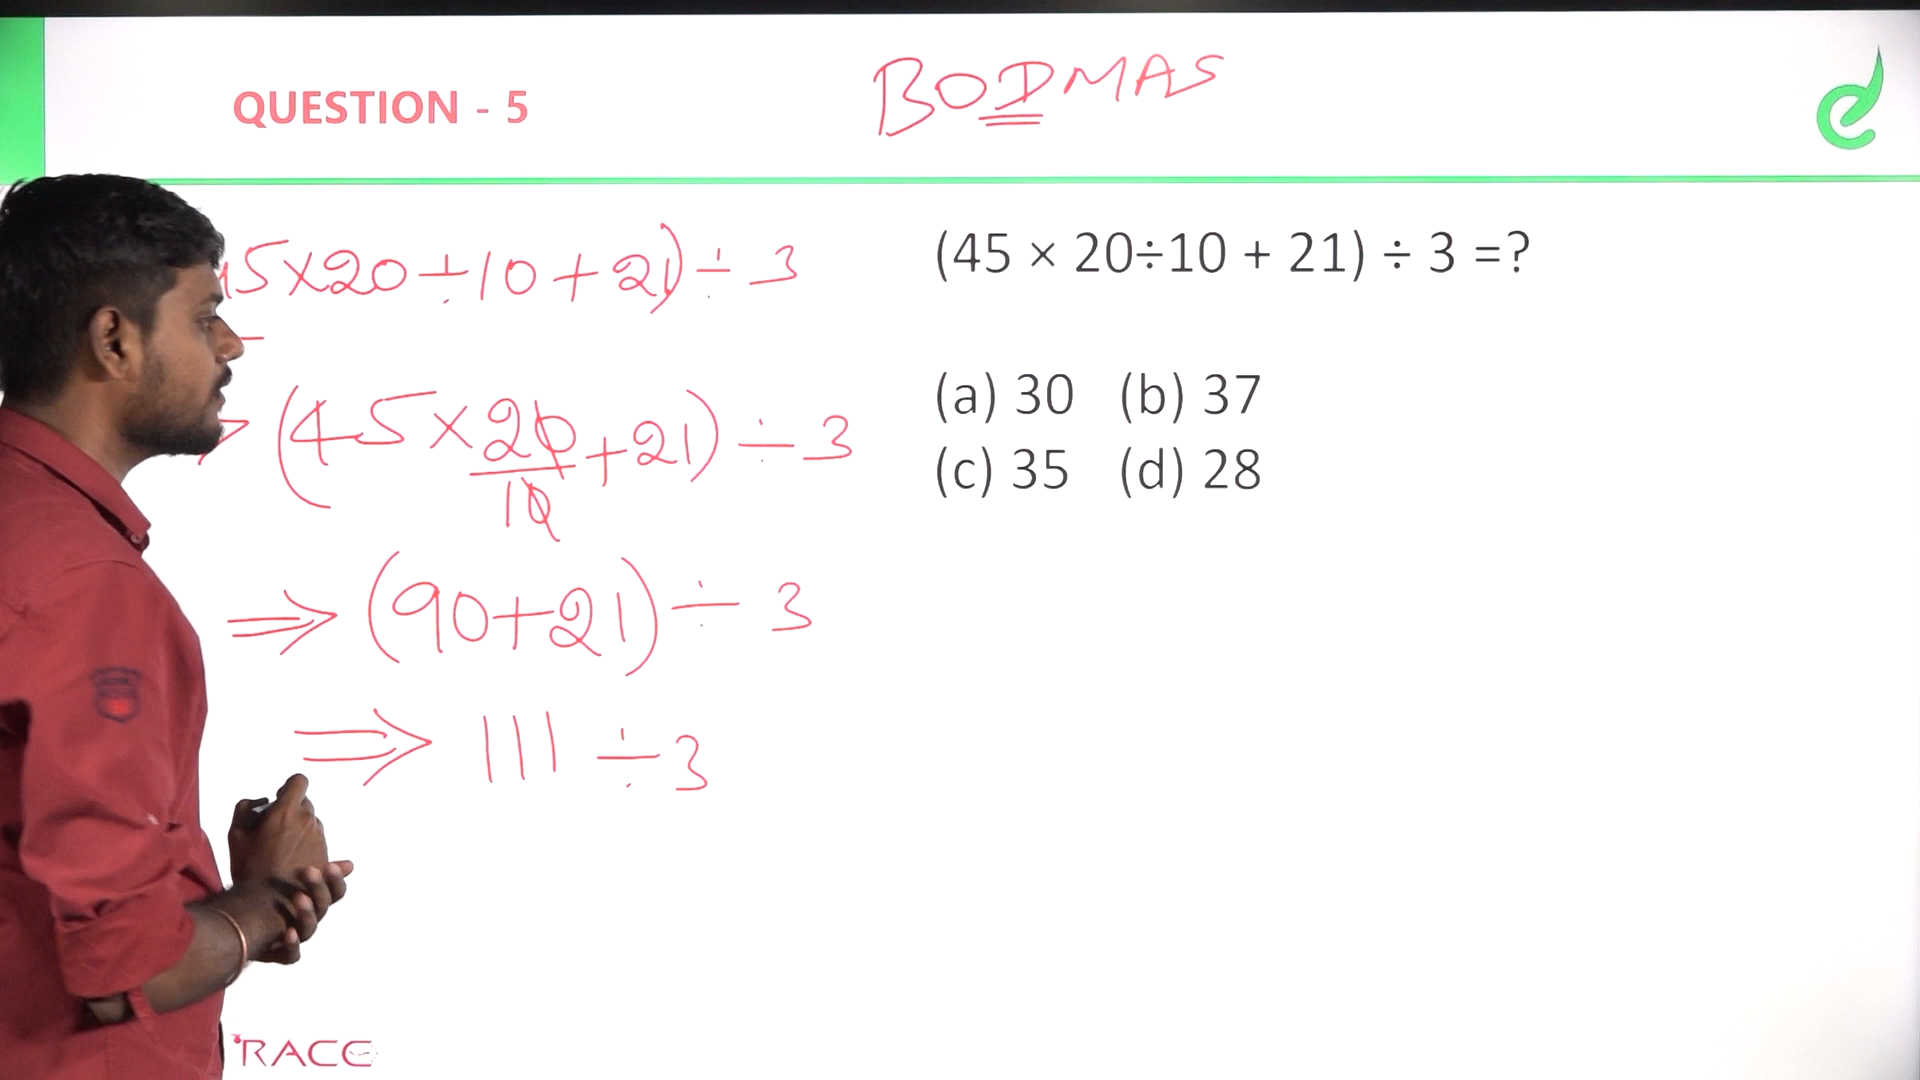 QUESTION - 5
BODMAS
(45 × 20÷10 + 21) ÷ 3 =?
(a) 30 (b) 37
(c) 35 (d) 28
45×20÷10+21)÷3
⇒ (45×20/10+21)÷3
⇒ (90+21)÷3
⇒ 111÷3
RACE